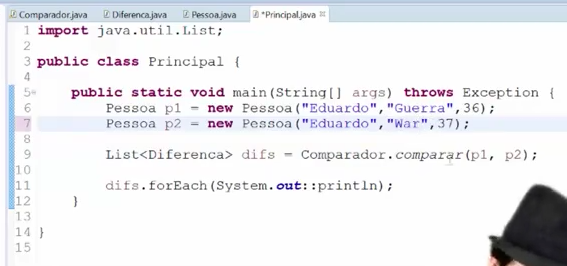 Comparador.java Diferenca.java Pessoa.java *Principal.java
1 import java.util.List;
2
3 public class Principal {
4
5 public static void main(String[] args) throws Exception {
6 Pessoa p1 = new Pessoa("Eduardo","Guerra",36);
7 Pessoa p2 = new Pessoa("Eduardo","War",37);
8
9 List<Diferenca> difs = Comparador.comparar(p1, p2);
10
11 difs.forEach(System.out::println);
12 }
13
14 }
15